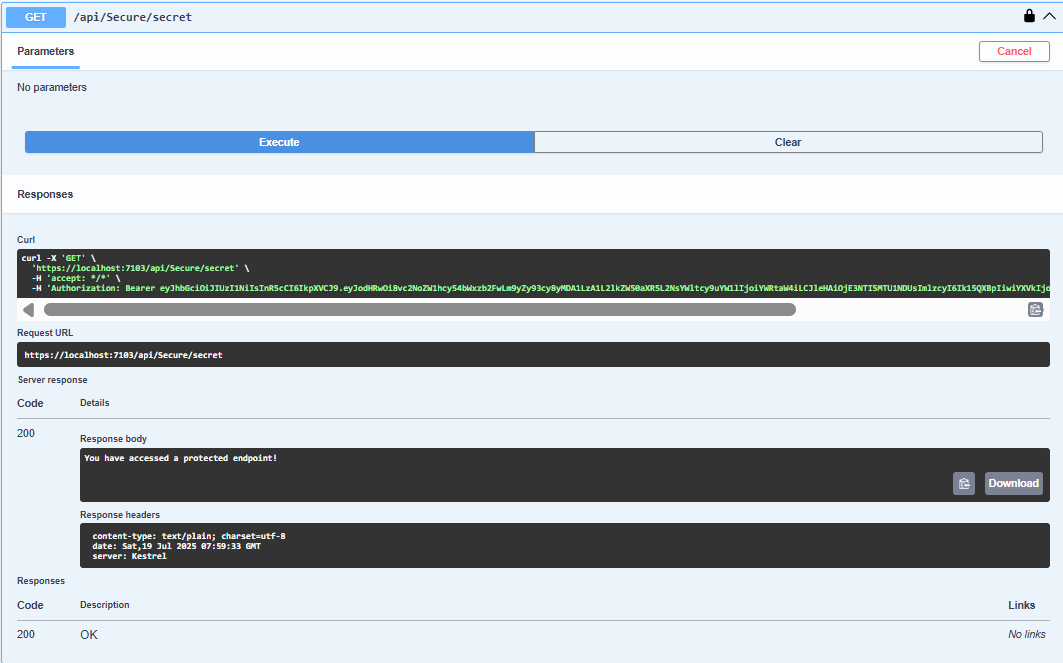 GET /api/Secure/secret
Parameters
Cancel
No parameters
Execute
Clear
Responses
Curl
curl -X 'GET' \
'https://localhost:7103/api/Secure/secret' \
-H 'accept: */*' \
-H 'Authorization: Bearer
Request URL
https://localhost:7103/api/Secure/secret
Server response
Code Details
200
Response body
You have accessed a protected endpoint!
Download
Response headers
content-type: text/plain; charset=utf-8
date: Sat,19 Jul 2025 07:59:33 GMT
server: Kestrel
Responses
Code Description Links
200 OK No links